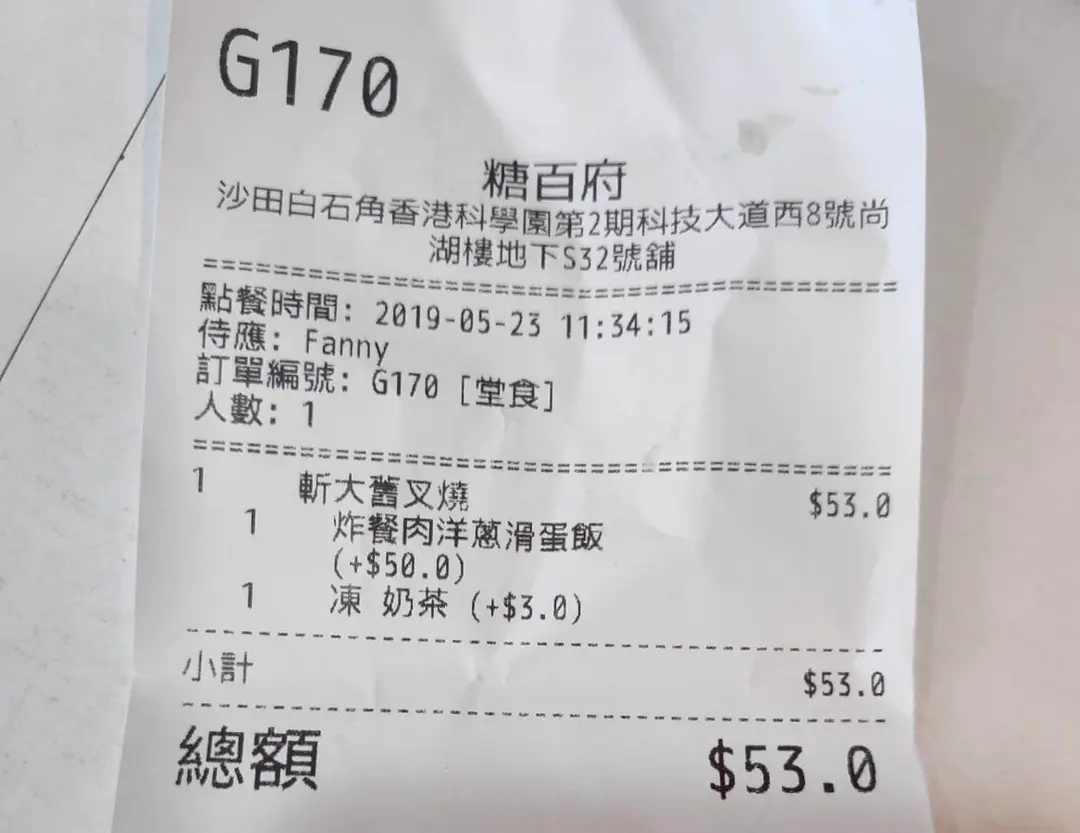 G170
糖百府
沙田白石角香港科學園第2期科技大道西8號尚
湖樓地下S32號舖
點餐時間: 2019-05-23 11:34:15
侍應: Fanny
訂單編號: G170 [堂食]
人數: 1
1 斬大舊叉燒 $53.0
1 炸餐肉洋蔥滑蛋飯
(+$50.0)
1 凍 奶茶 (+$3.0)
小計 $53.0
總額 $53.0